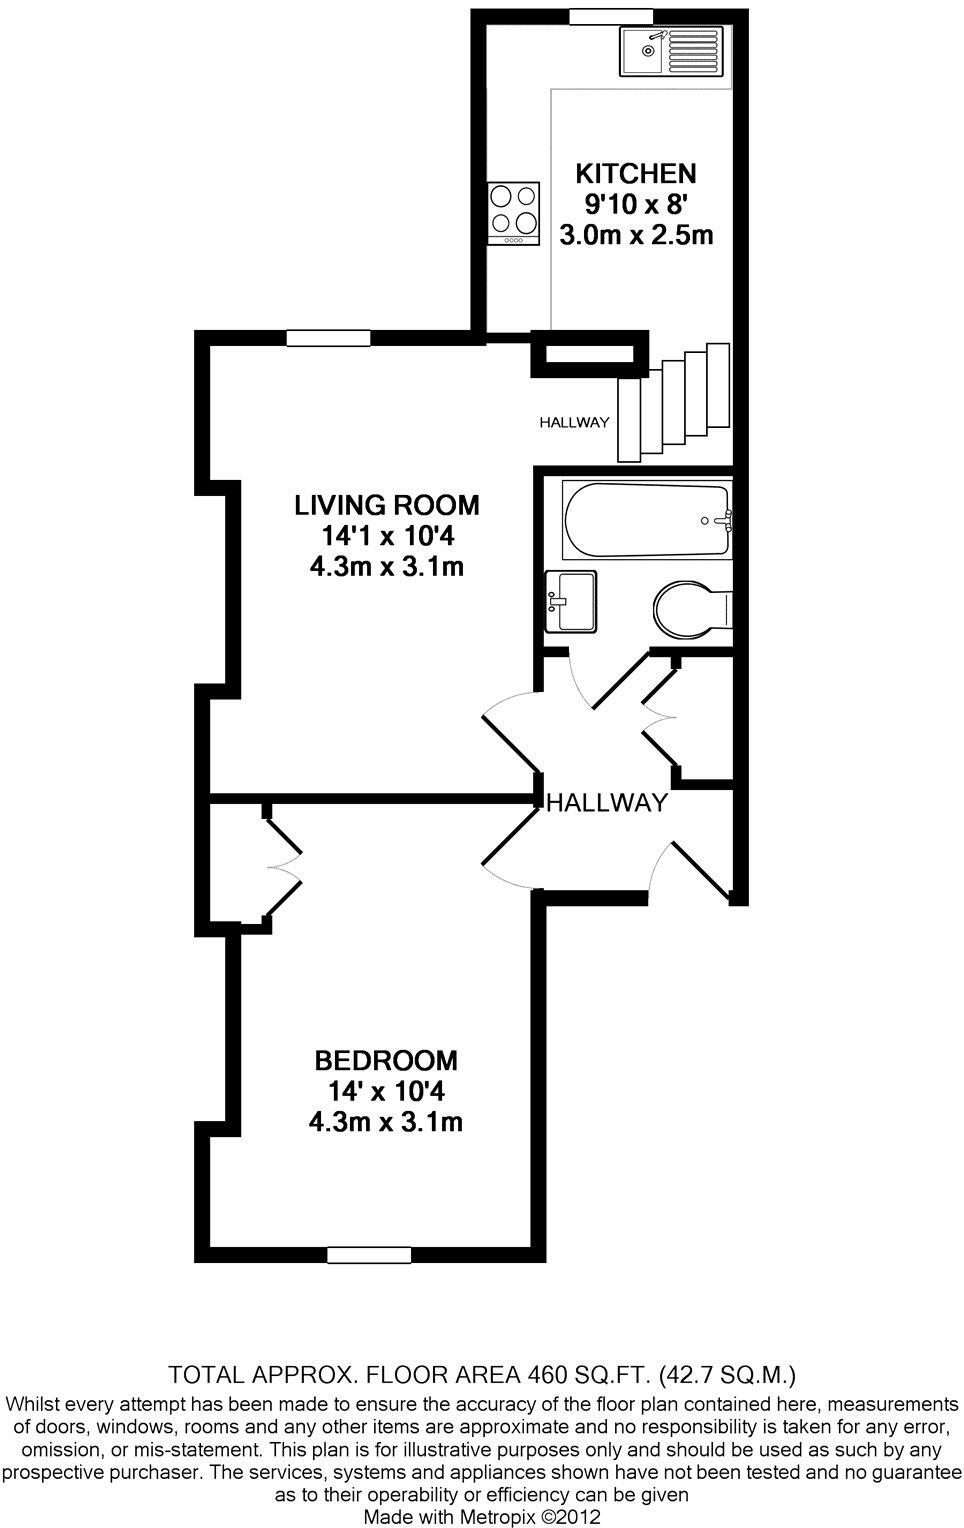 KITCHEN
9'10 x 8'
3.0m x 2.5m
HALLWAY
LIVING ROOM
14'1 x 10'4
4.3m x 3.1m
HALLWAY
BEDROOM
14' x 10'4
4.3m x 3.1m
TOTAL APPROX. FLOOR AREA 460 SQ.FT. (42.7 SQ.M.)
Whilst every attempt has been made to ensure the accuracy of the floor plan contained here, measurements
of doors, windows, rooms and any other items are approximate and no responsibility is taken for any error,
omission, or mis-statement. This plan is for illustrative purposes only and should be used as such by any
prospective purchaser. The services, systems and appliances shown have not been tested and no guarantee
as to their operability or efficiency can be given
Made with Metropix ©2012